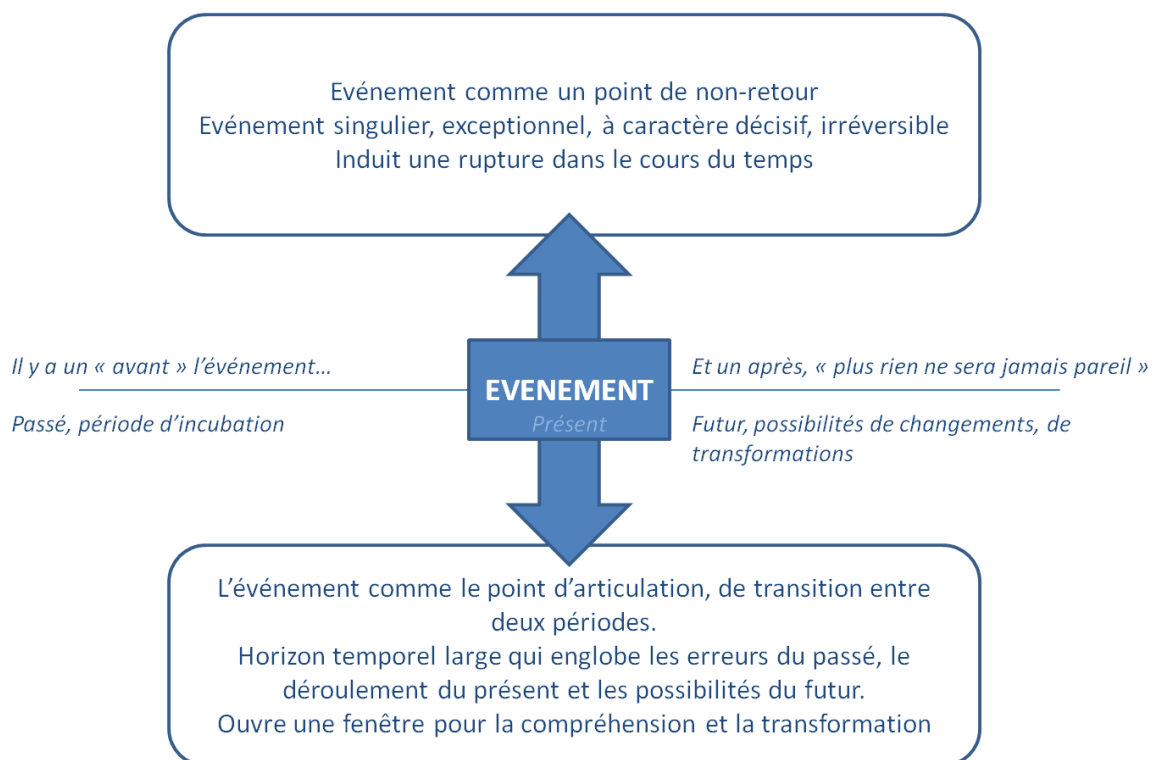 Evénement comme un point de non-retour
Evénement singulier, exceptionnel, à caractère décisif, irréversible
Induit une rupture dans le cours du temps
Il y a un « avant » l’événement…
Et un après, « plus rien ne sera jamais pareil »
EVENEMENT
Présent
Passé, période d’incubation
Futur, possibilités de changements, de
transformations
L’événement comme le point d’articulation, de transition entre
deux périodes.
Horizon temporel large qui englobe les erreurs du passé, le
déroulement du présent et les possibilités du futur.
Ouvre une fenêtre pour la compréhension et la transformation